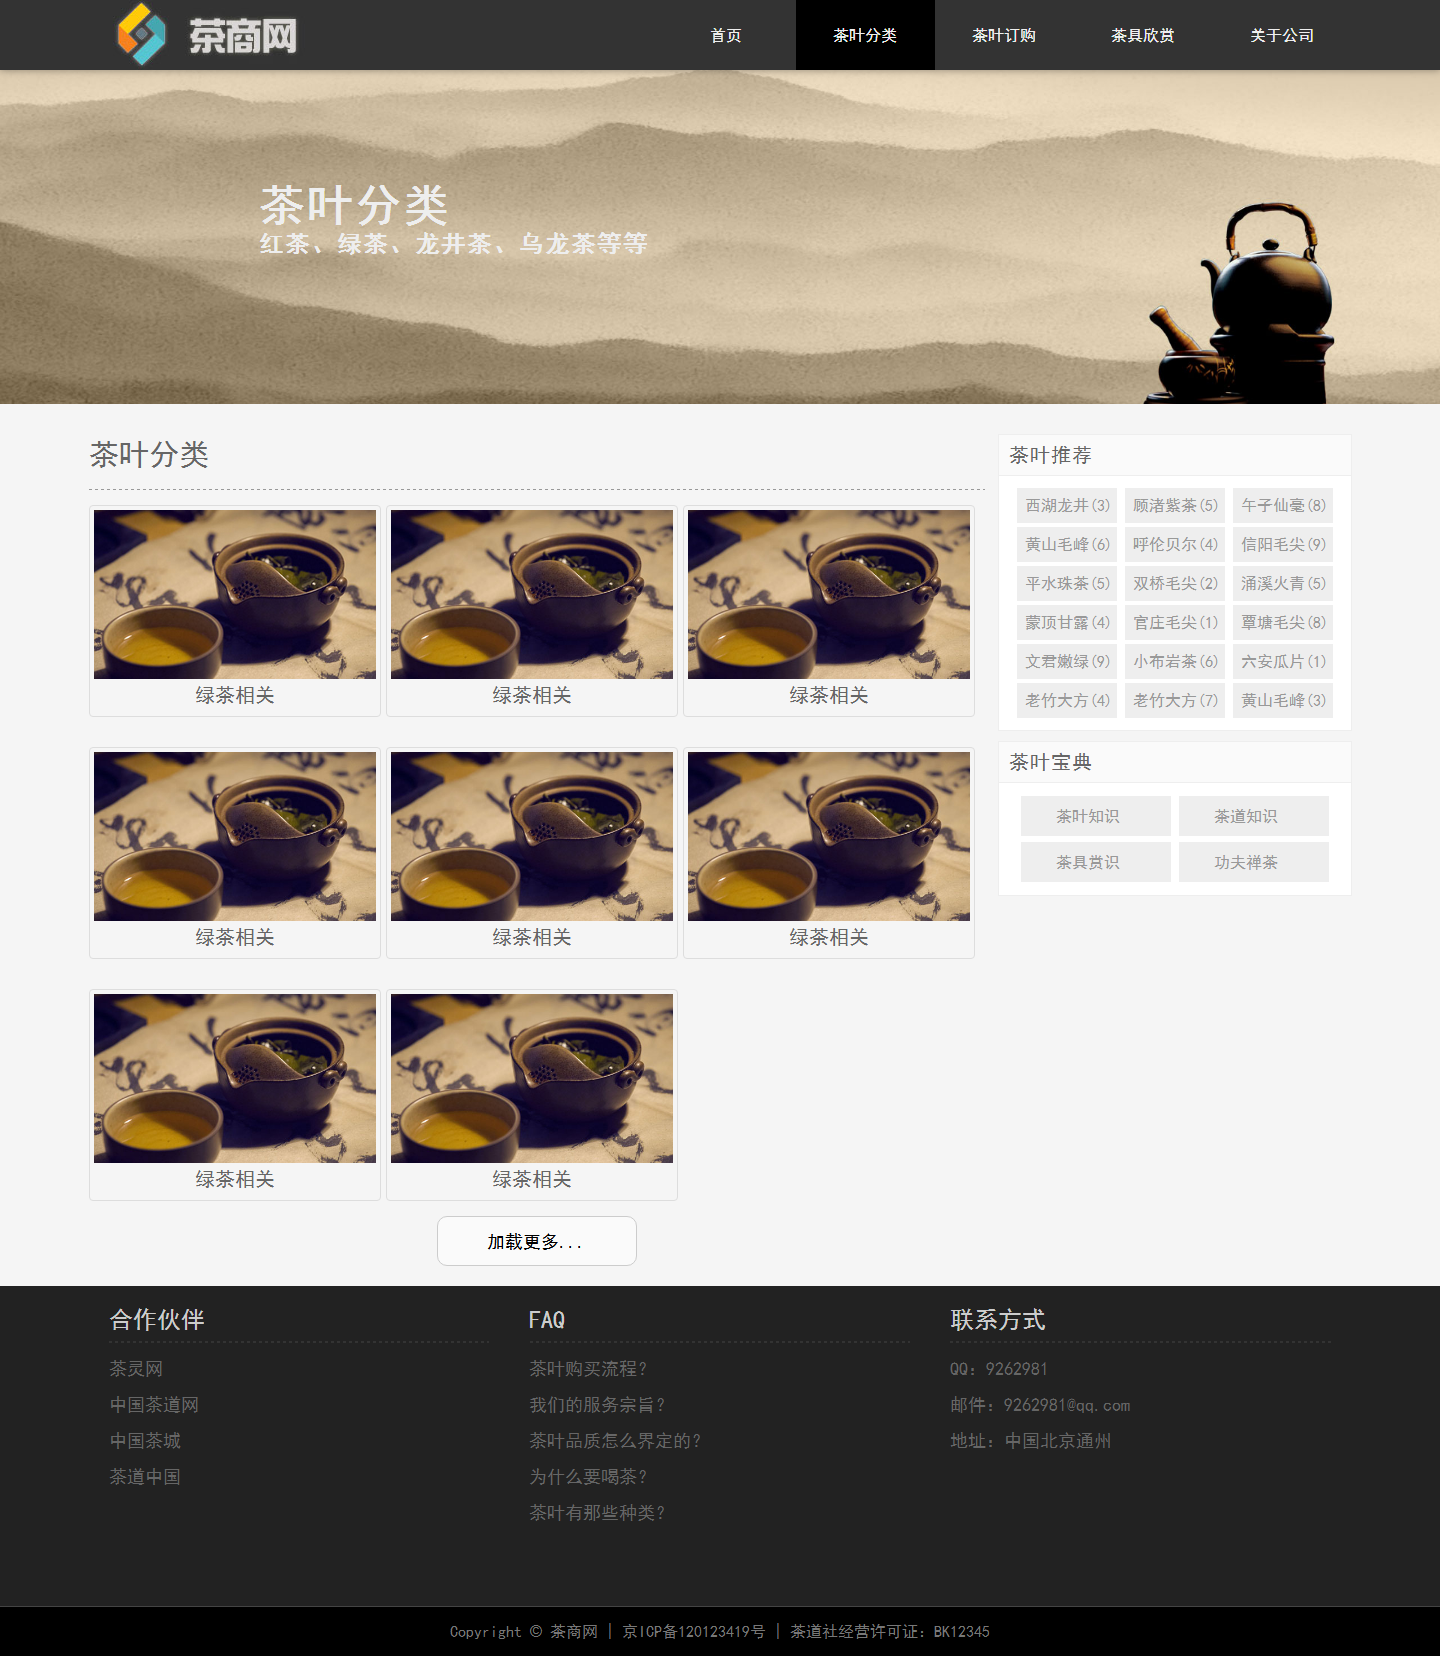 茶商网
首页 茶叶分类 茶叶订购 茶具欣赏 关于公司
茶叶分类
红茶、绿茶、龙井茶、乌龙茶等等
茶叶分类
绿茶相关 绿茶相关 绿茶相关
绿茶相关 绿茶相关 绿茶相关
绿茶相关 绿茶相关
加载更多...
茶叶推荐
西湖龙井(3) 顾渚紫茶(5) 午子仙毫(8)
黄山毛峰(6) 呼伦贝尔(4) 信阳毛尖(9)
平水珠茶(5) 双桥毛尖(2) 涌溪火青(5)
蒙顶甘露(4) 官庄毛尖(1) 覃塘毛尖(8)
文君嫩绿(9) 小布岩茶(6) 六安瓜片(1)
老竹大方(4) 老竹大方(7) 黄山毛峰(3)
茶叶宝典
茶叶知识 茶道知识
茶具赏识 功夫禅茶
合作伙伴
茶灵网
中国茶道网
中国茶城
茶道中国
FAQ
茶叶购买流程?
我们的服务宗旨?
茶叶品质怎么界定的?
为什么要喝茶?
茶叶有那些种类?
联系方式
QQ：9262981
邮件：9262981@qq.com
地址：中国北京通州
Copyright © 茶商网 | 京ICP备120123419号 | 茶道社经营许可证：BK12345